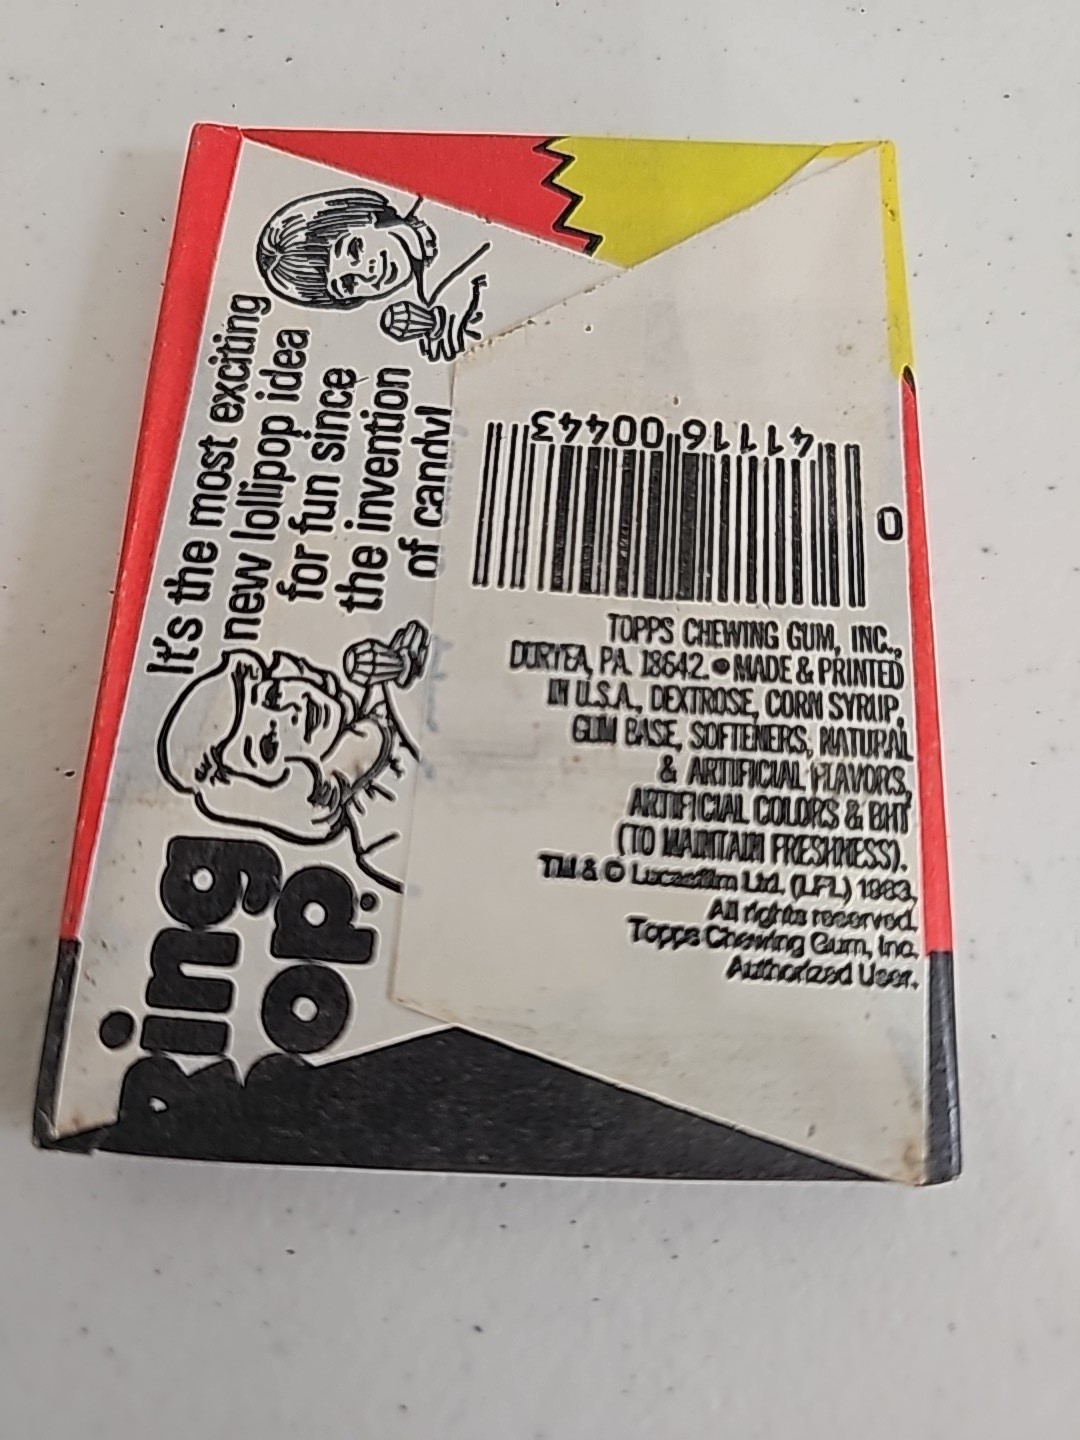 Ring
Pop.
It's the most exciting
new lollipop idea
for fun since
the invention
of candy!
41116 00443
0
TOPPS CHEWING GUM, INC.,
DURYEA, PA. 18642. • MADE & PRINTED
IN U.S.A., DEXTROSE, CORN SYRUP,
GUM BASE, SOFTENERS, NATURAL
& ARTIFICIAL FLAVORS,
ARTIFICIAL COLORS & BHT
(TO MAINTAIN FRESHNESS).
TM & © Lucasfilm Ltd. (LFL) 1983.
All rights reserved.
Topps Chewing Gum, Inc.
Authorized User.